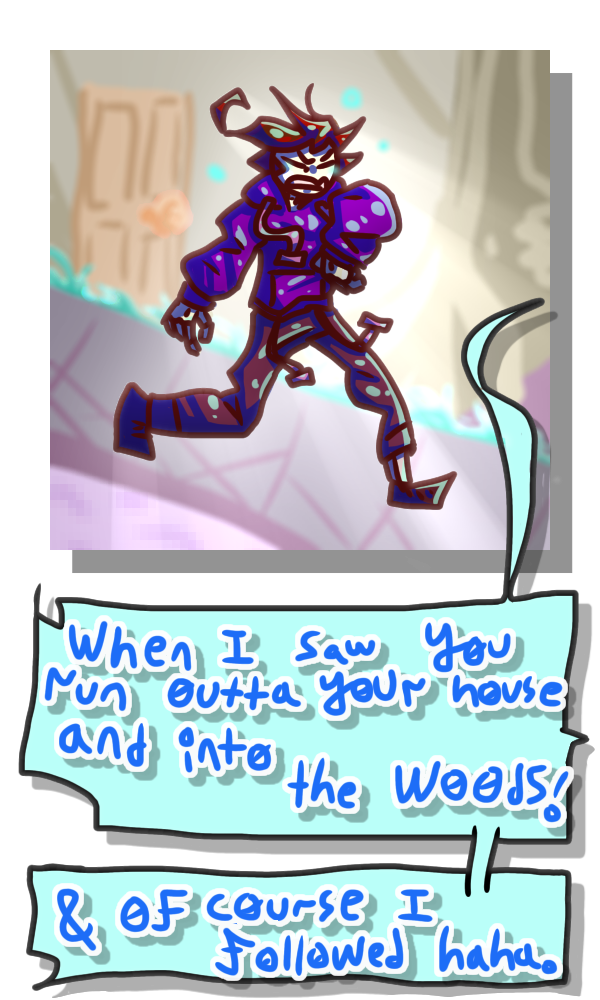 When I saw you
run outta your house
and into
the WOODS!
& of course I
followed haha.